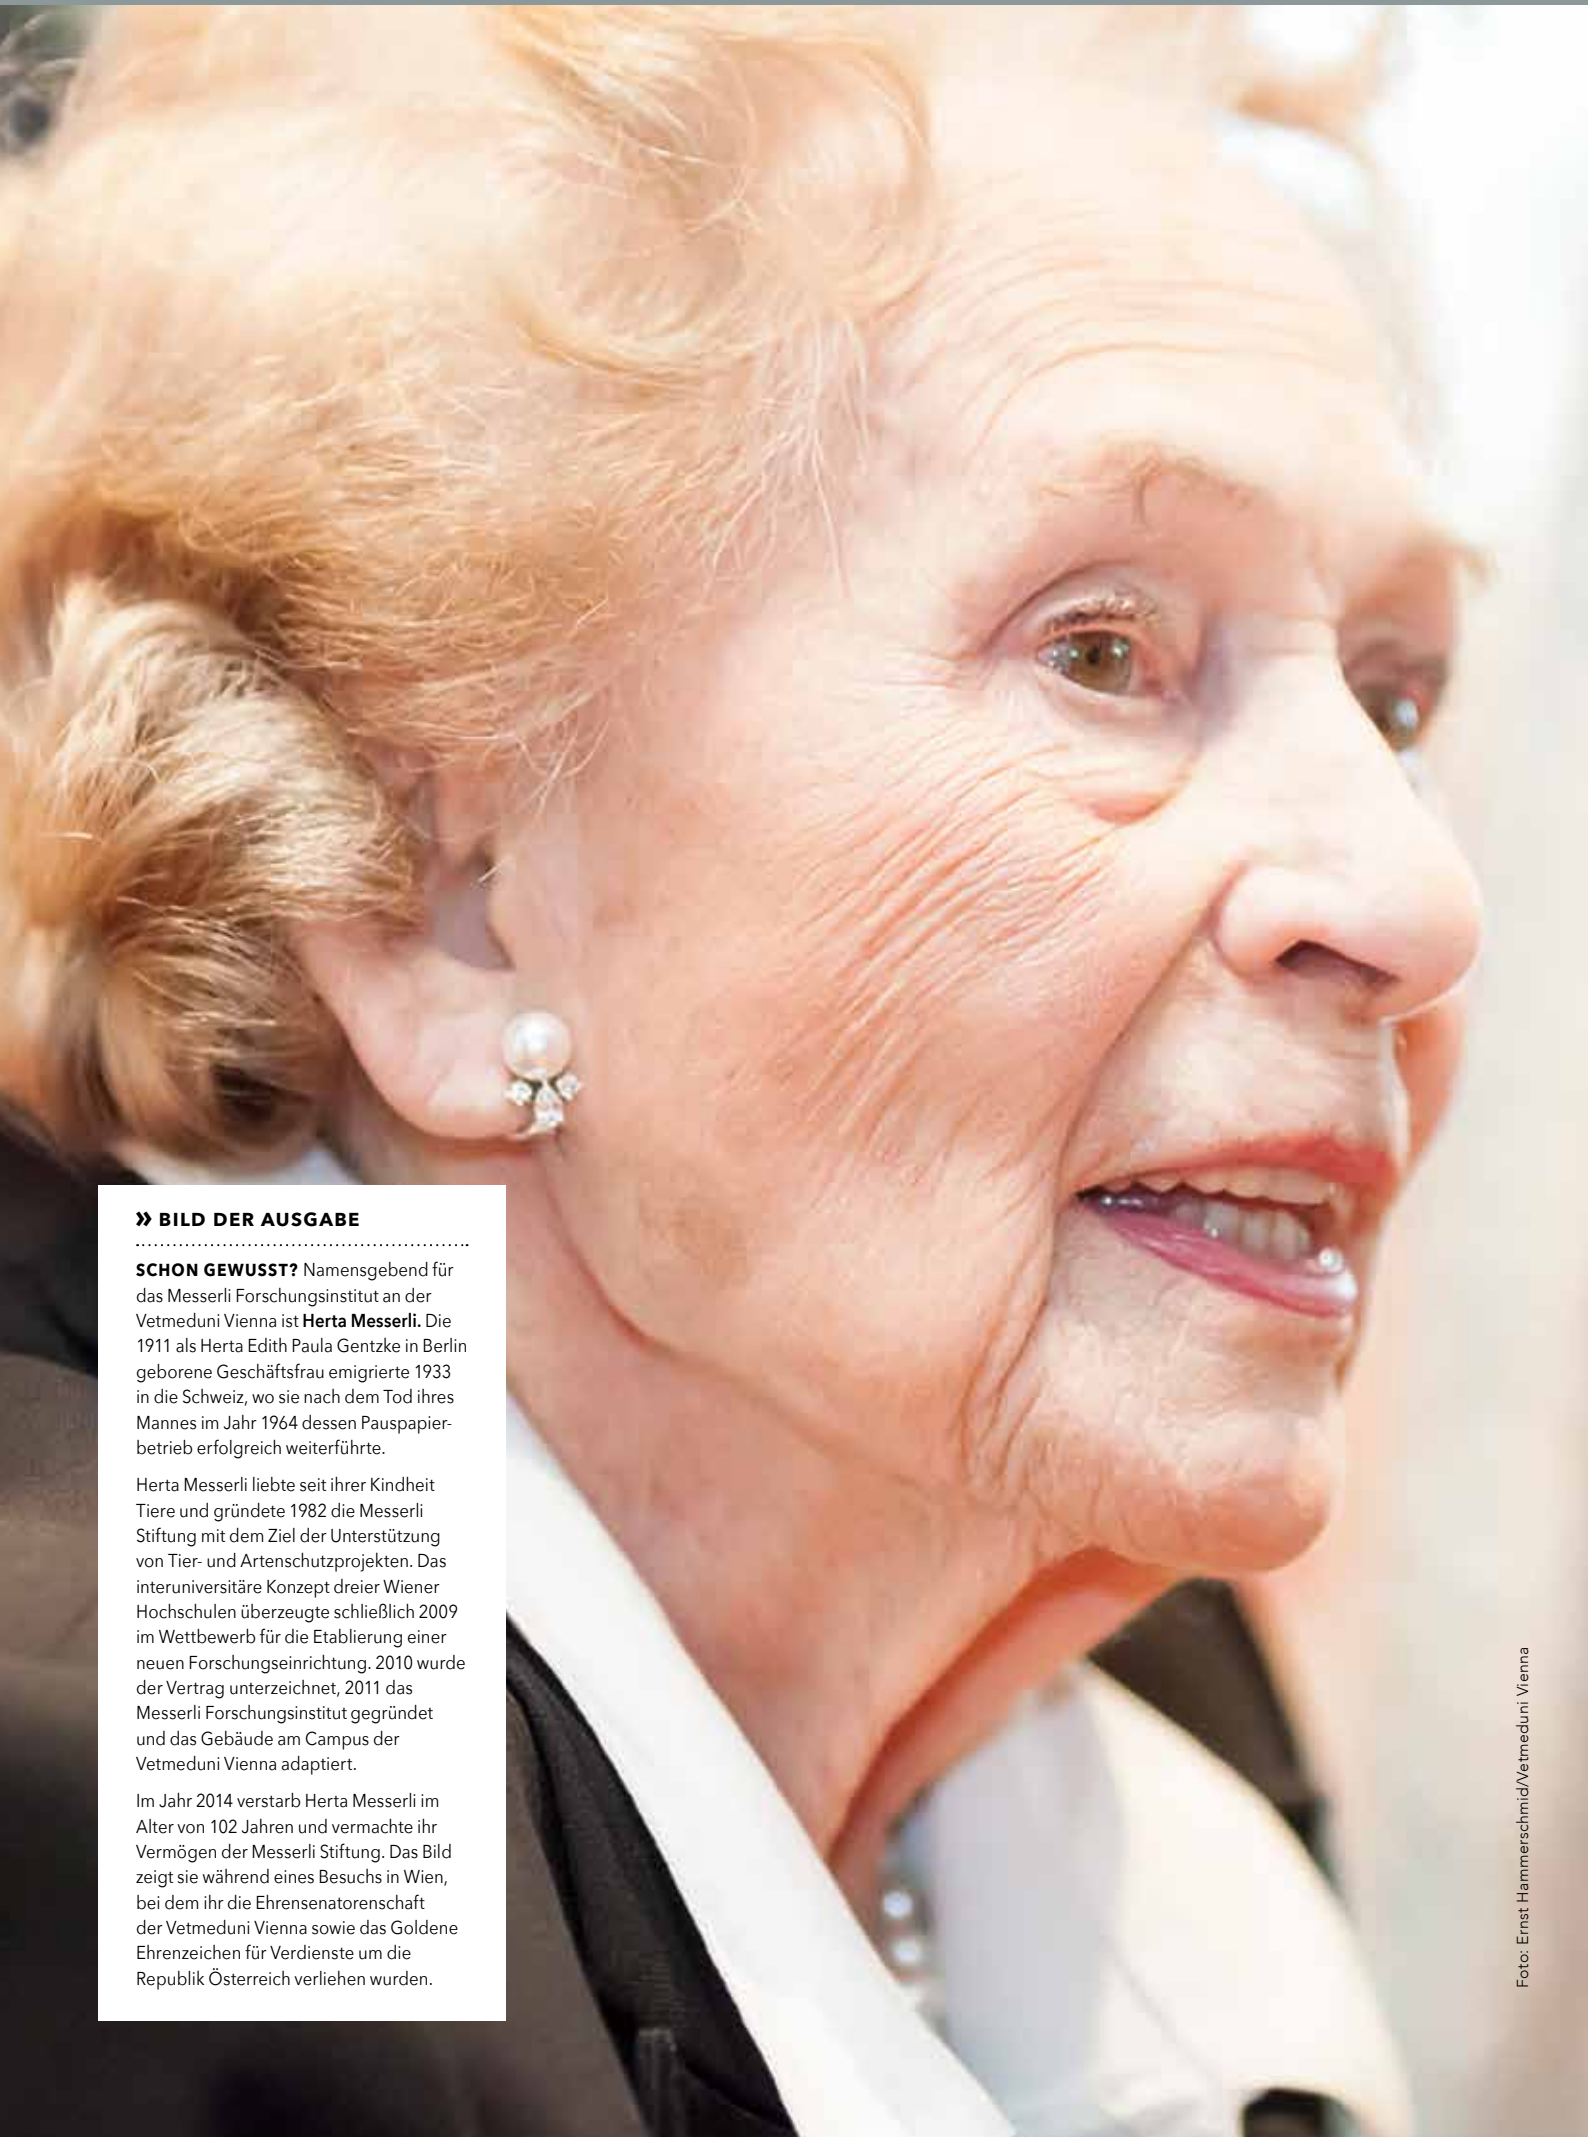 » BILD DER AUSGABE
SCHON GEWUSST? Namensgebend für
das Messerli Forschungsinstitut an der
Vetmeduni Vienna ist Herta Messerli. Die
1911 als Herta Edith Paula Gentzke in Berlin
geborene Geschäftsfrau emigrierte 1933
in die Schweiz, wo sie nach dem Tod ihres
Mannes im Jahr 1964 dessen Pauspapier-
betrieb erfolgreich weiterführte.
Herta Messerli liebte seit ihrer Kindheit
Tiere und gründete 1982 die Messerli
Stiftung mit dem Ziel der Unterstützung
von Tier- und Artenschutzprojekten. Das
interuniversitäre Konzept dreier Wiener
Hochschulen überzeugte schließlich 2009
im Wettbewerb für die Etablierung einer
neuen Forschungseinrichtung. 2010 wurde
der Vertrag unterzeichnet, 2011 das
Messerli Forschungsinstitut gegründet
und das Gebäude am Campus der
Vetmeduni Vienna adaptiert.
Im Jahr 2014 verstarb Herta Messerli im
Alter von 102 Jahren und vermachte ihr
Vermögen der Messerli Stiftung. Das Bild
zeigt sie während eines Besuchs in Wien,
bei dem ihr die Ehrensenatorenschaft
der Vetmeduni Vienna sowie das Goldene
Ehrenzeichen für Verdienste um die
Republik Österreich verliehen wurden.
Foto: Ernst Hammerschmid/Vetmeduni Vienna